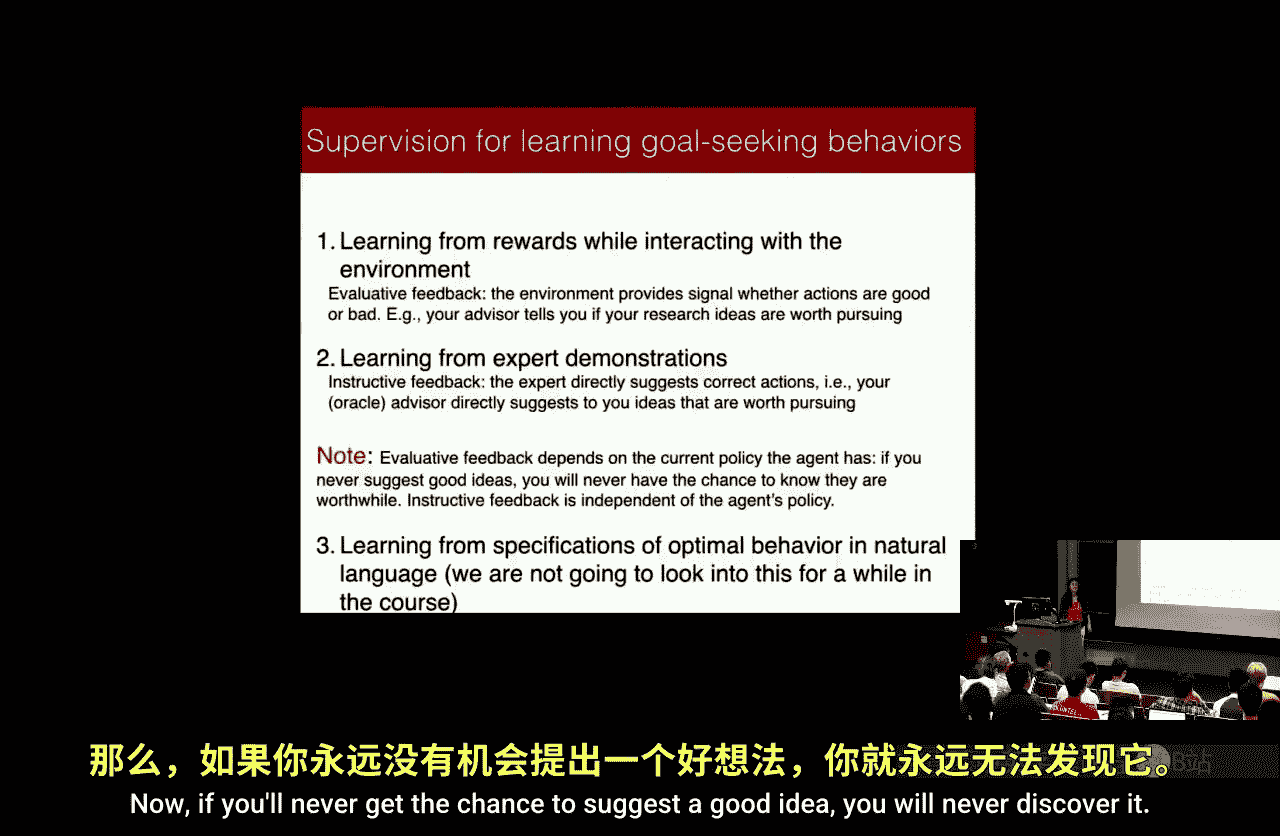 Supervision for learning goal-seeking behaviors
1. Learning from rewards while interacting with the
environment
Evaluative feedback: the environment provides signal whether actions are good
or bad. E.g., your advisor tells you if your research ideas are worth pursuing
2. Learning from expert demonstrations
Instructive feedback: the expert directly suggests correct actions, i.e., your
(oracle) advisor directly suggests to you ideas that are worth pursuing
Note: Evaluative feedback depends on the current policy the agent has: if you
never suggest good ideas, you will never have the chance to know they are
worthwhile. Instructive feedback is independent of the agent's policy.
3. Learning from specifications of optimal behavior in natural
language (we are not going to look into this for a while in
the course)
那么，如果你永远没有机会提出一个好想法，你就永远无法发现它。
B站
Now, if you'll never get the chance to suggest a good idea, you will never discover it.